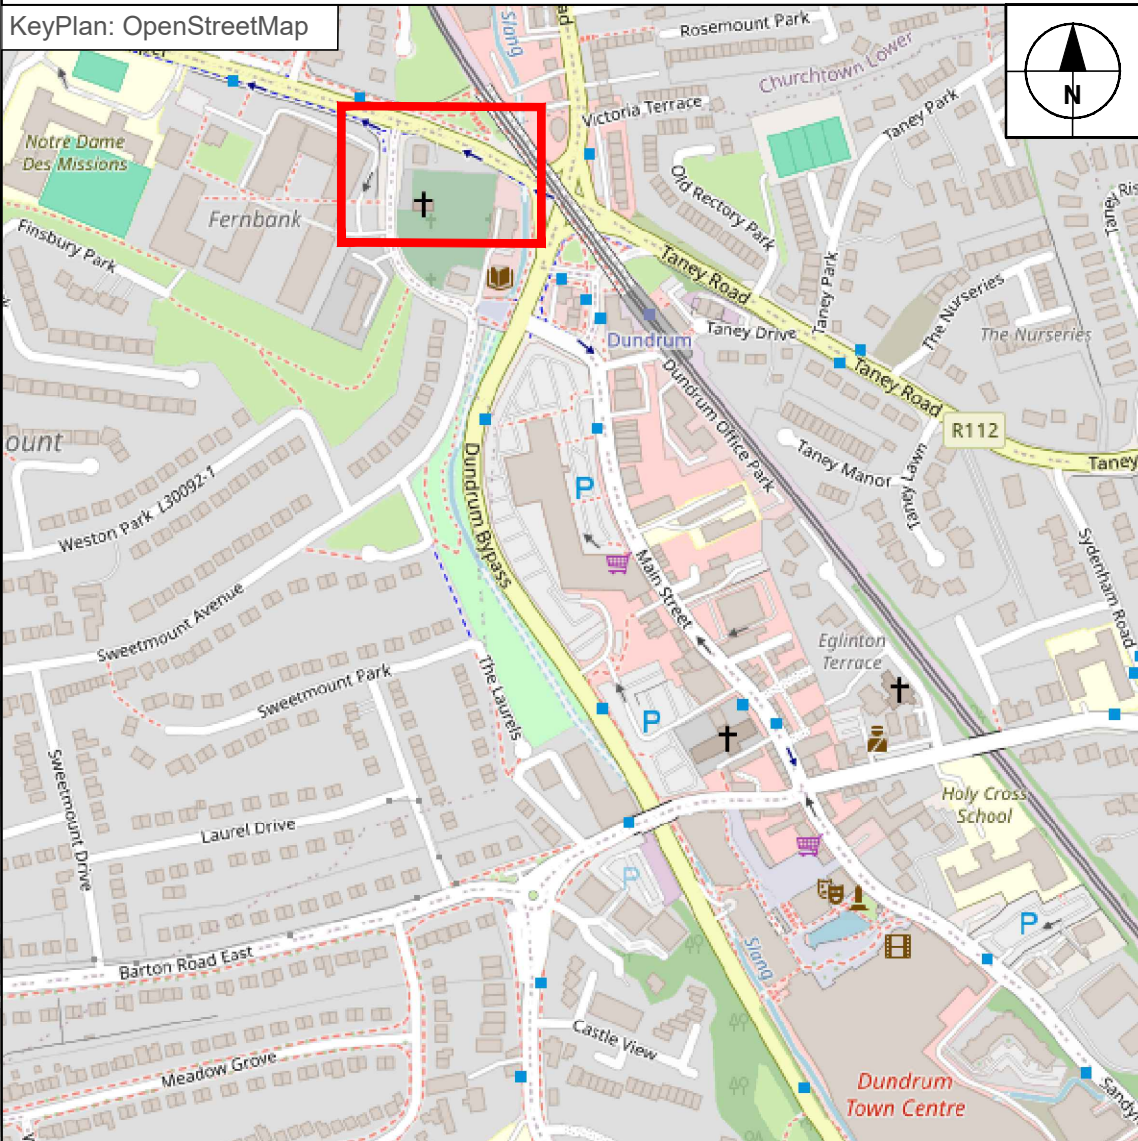 KeyPlan: OpenStreetMap
Slang
Rosemount Park
Churchtown Lower
N
Victoria Terrace
Taney Park
Notre Dame
Des Missions
Old Rectory Park
Fernbank
Finsbury Park
Taney Road
Taney Park
The Nurseries
The Nurseries
Taney Drive
Dundrum
Dundrum Office Park
Taney Road
R112
ount
Taney
Taney Manor
Taney Lawn
Weston Park L30092-1
Dundrum Bypass
P
Main Street
Sydenham Road
Sweetmount Avenue
Eglinton
Terrace
Sweetmount Park
The Laurels
P
Sweetmount Drive
Holy Cross
School
Laurel Drive
P
P
Barton Road East
Slang
Castle View
Meadow Grove
Dundrum
Town Centre
Sandy